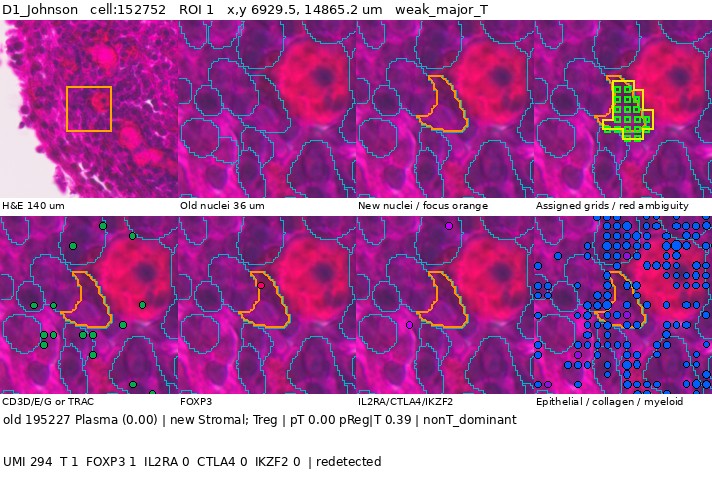 D1_Johnson cell:152752 ROI 1 x,y 6929.5, 14865.2 um weak_major_T
H&E 140 um
Old nuclei 36 um
New nuclei / focus orange
Assigned grids / red ambiguity
CD3D/E/G or TRAC
FOXP3
IL2RA/CTLA4/IKZF2
Epithelial / collagen / myeloid
old 195227 Plasma (0.00) | new Stromal; Treg | pT 0.00 pReg|T 0.39 | nonT_dominant
UMI 294 T 1 FOXP3 1 IL2RA 0 CTLA4 0 IKZF2 0 | redetected